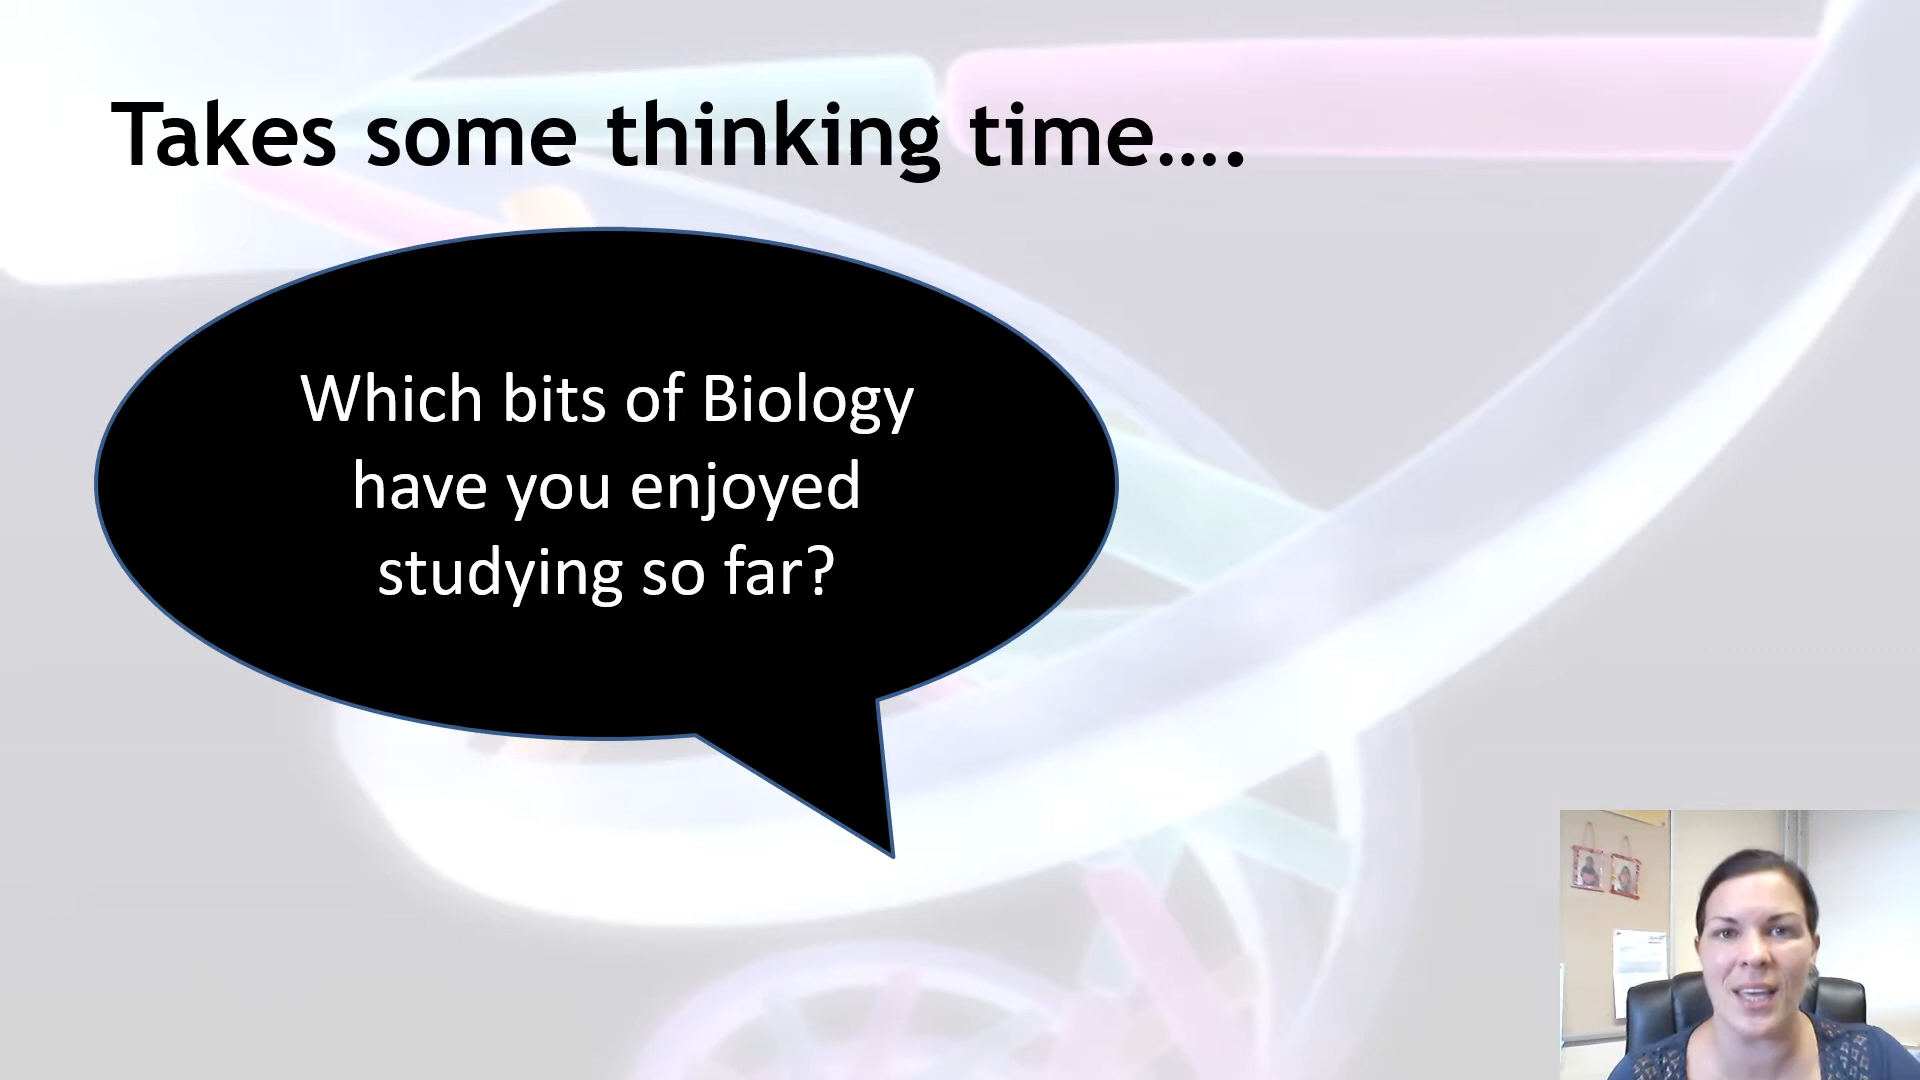 Takes some thinking time....
Which bits of Biology
have you enjoyed
studying so far?